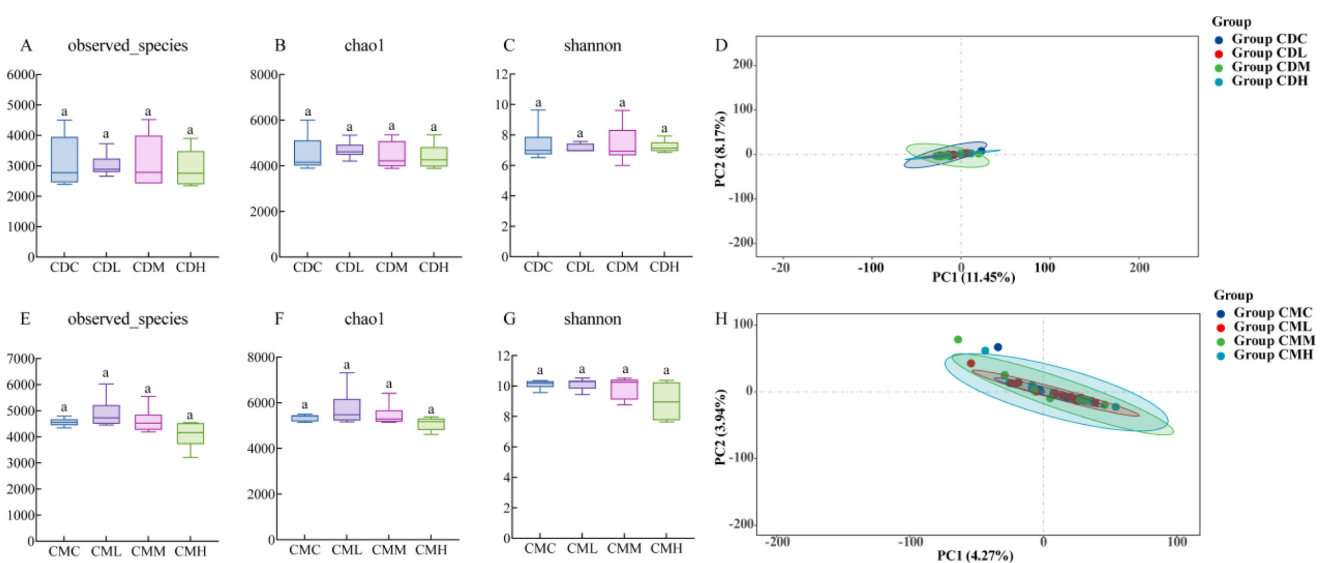 A observed_species
6000
5000
4000
3000
2000
1000
0
a a a a
CDC CDL CDM CDH
B chao1
8000
6000
4000
2000
0
a a a a
CDC CDL CDM CDH
C shannon
12
10
8
6
4
2
0
a a a a
CDC CDL CDM CDH
D
PC2 (8.17%)
200
100
0
-100
-200
-20 -100 0 100 200
PC1 (11.45%)
Group
Group CDC
Group CDL
Group CDM
Group CDH
E observed_species
7000
6000
5000
4000
3000
2000
1000
0
a a a a
CMC CML CMM CMH
F chao1
8000
6000
4000
2000
0
a a a a
CMC CML CMM CMH
G shannon
12
10
8
6
4
2
0
a a a a
CMC CML CMM CMH
H
PC2 (3.94%)
100
0
-100
-200
-200 -100 0 100
PC1 (4.27%)
Group
Group CMC
Group CML
Group CMM
Group CMH